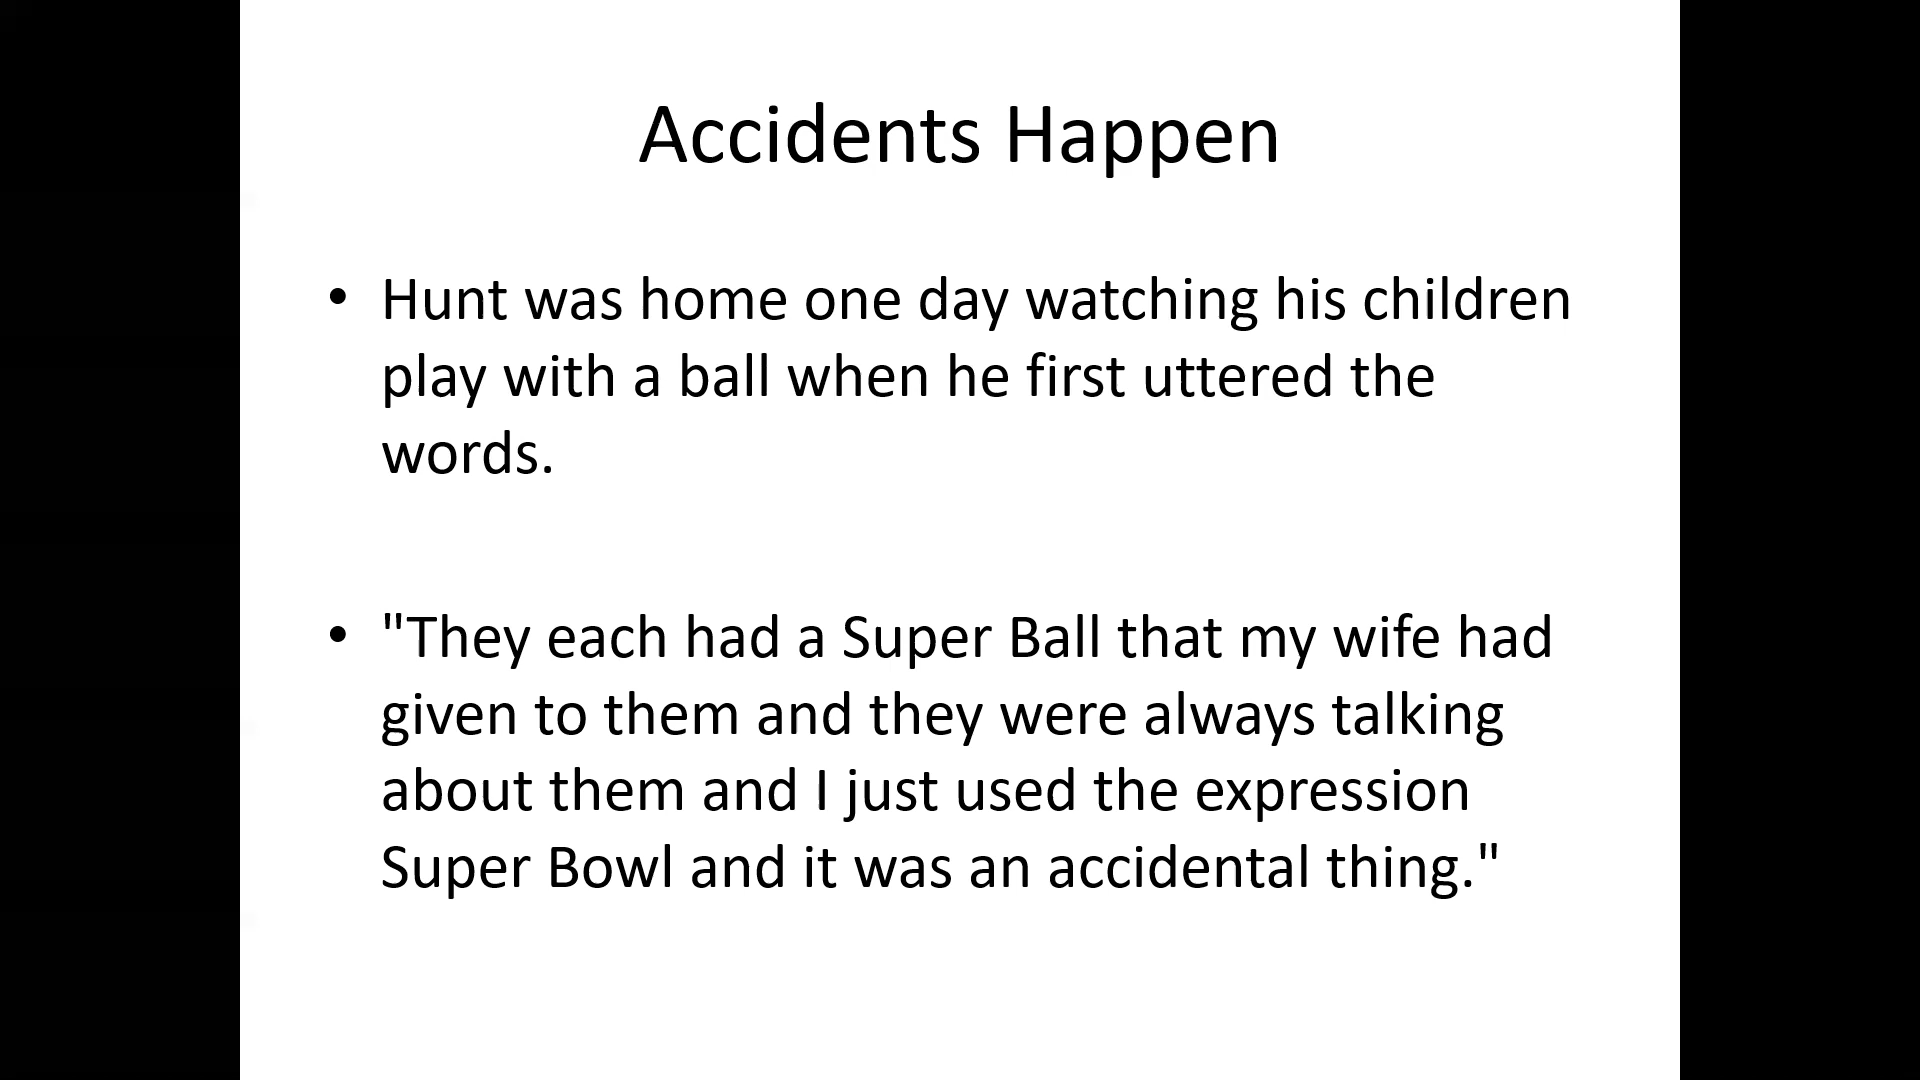 Accidents Happen
• Hunt was home one day watching his children
play with a ball when he first uttered the
words.
• "They each had a Super Ball that my wife had
given to them and they were always talking
about them and I just used the expression
Super Bowl and it was an accidental thing."